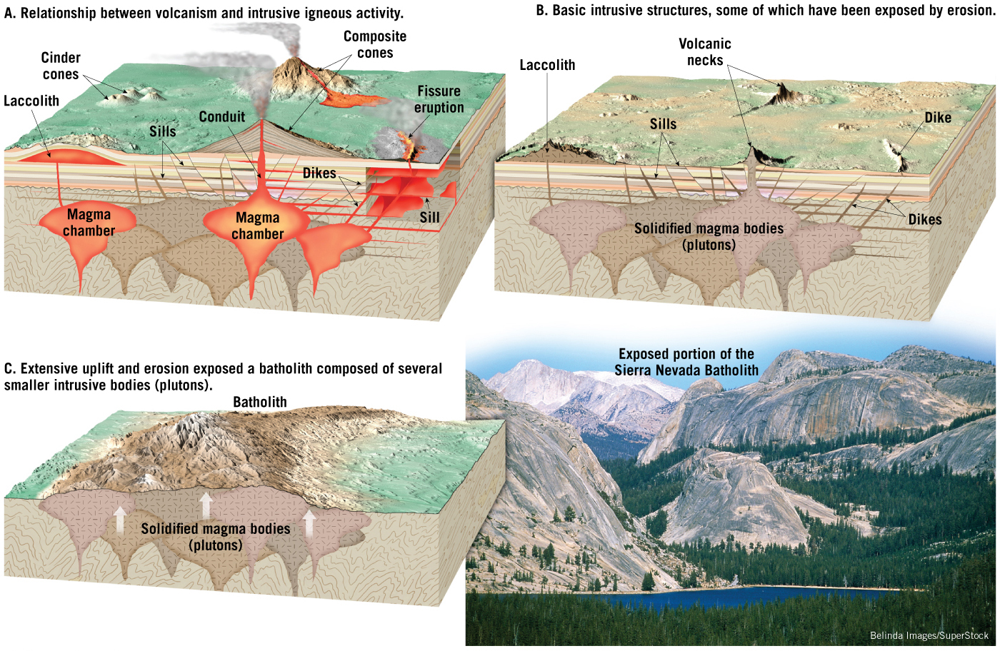 A. Relationship between volcanism and intrusive igneous activity.
Composite
cones
Cinder
cones
Laccolith
Fissure
eruption
Conduit
Sills
Dikes
Magma
chamber
Magma
chamber
Sill
B. Basic intrusive structures, some of which have been exposed by erosion.
Volcanic
necks
Laccolith
Dike
Sills
Dikes
Solidified magma bodies
(plutons)
C. Extensive uplift and erosion exposed a batholith composed of several
smaller intrusive bodies (plutons).
Batholith
Solidified magma bodies
(plutons)
Exposed portion of the
Sierra Nevada Batholith
Belinda Images/SuperStock